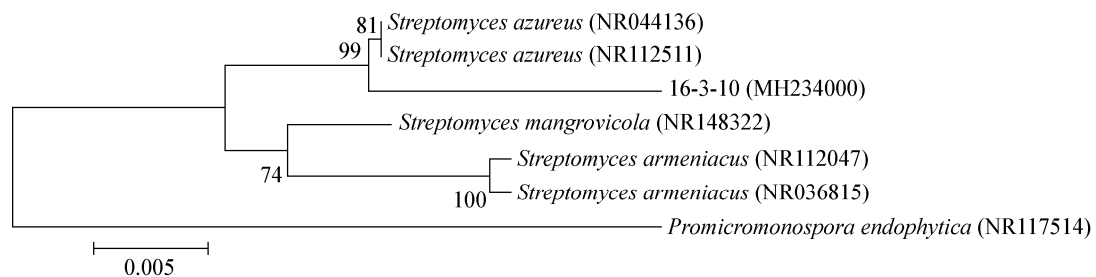 81 Streptomyces azureus (NR044136)
99 Streptomyces azureus (NR112511)
16-3-10 (MH234000)
Streptomyces mangrovicola (NR148322)
Streptomyces armeniacus (NR112047)
74
100 Streptomyces armeniacus (NR036815)
Promicromonospora endophytica (NR117514)
0.005